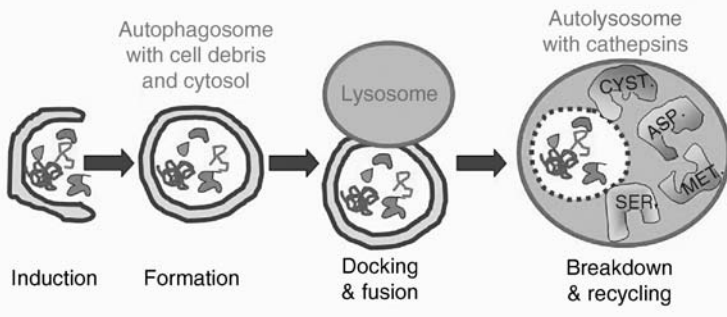 Autophagosome
with cell debris
and cytosol
Lysosome
Autolysosome
with cathepsins
CYST.
ASP.
MET.
SER.
Induction
Formation
Docking
& fusion
Breakdown
& recycling